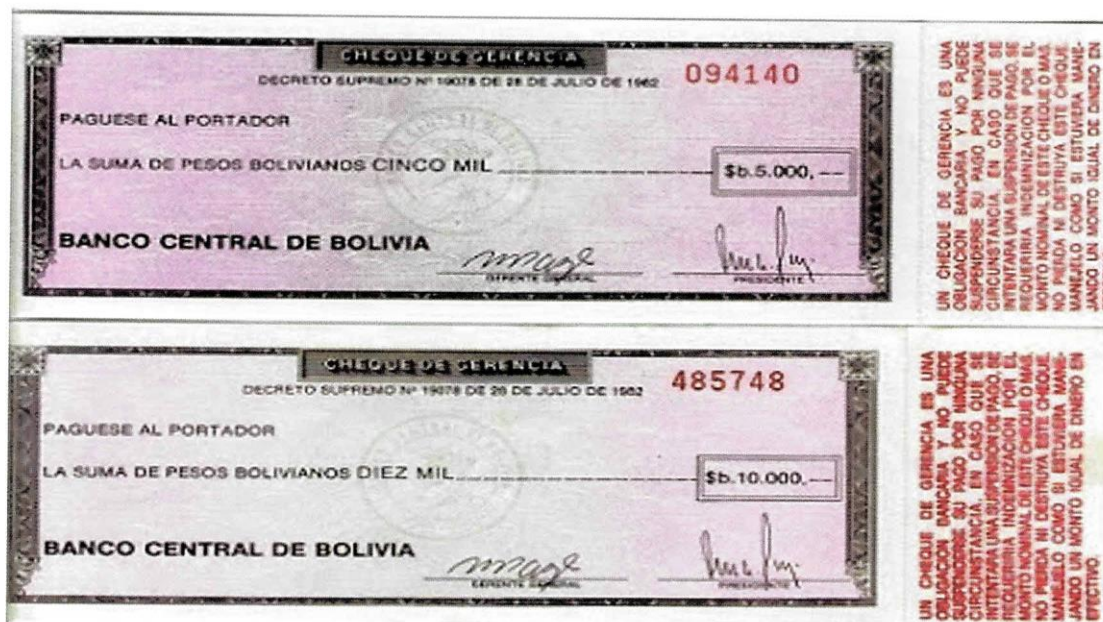 CHEQUE DE GERENCIA
DECRETO SUPREMO Nº 19078 DE 28 DE JULIO DE 1982
094140
PAGUESE AL PORTADOR
LA SUMA DE PESOS BOLIVIANOS CINCO MIL
$b.5.000.—
BANCO CENTRAL DE BOLIVIA
GERENTE GENERAL
PRESIDENTE
UN CHEQUE DE GERENCIA ES UNA
OBLIGACION BANCARIA Y NO PUEDE
SUSPENDERSE SU PAGO POR NINGUNA
CIRCUNSTANCIA. EN CASO QUE SE
INTENTARA UNA SUSPENSION DE PAGO, SE
REQUERIRIA INDEMNIZACION POR EL
MONTO NOMINAL DE ESTE CHEQUE O MAS.
NO PIERDA NI DESTRUYA ESTE CHEQUE.
MANEJELO COMO SI ESTUVIERA MANE-
JANDO UN MONTO IGUAL DE DINERO EN
CHEQUE DE GERENCIA
DECRETO SUPREMO Nº 19078 DE 28 DE JULIO DE 1982
485748
PAGUESE AL PORTADOR
LA SUMA DE PESOS BOLIVIANOS DIEZ MIL
$b.10.000.—
BANCO CENTRAL DE BOLIVIA
GERENTE GENERAL
PRESIDENTE
UN CHEQUE DE GERENCIA ES UNA
OBLIGACION BANCARIA Y NO PUEDE
SUSPENDERSE SU PAGO POR NINGUNA
CIRCUNSTANCIA. EN CASO QUE SE
INTENTARA UNA SUSPENSION DE PAGO, SE
REQUERIRIA INDEMNIZACION POR EL
MONTO NOMINAL DE ESTE CHEQUE O MAS.
NO PIERDA NI DESTRUYA ESTE CHEQUE.
MANEJELO COMO SI ESTUVIERA MANE-
JANDO UN MONTO IGUAL DE DINERO EN
EFECTIVO.